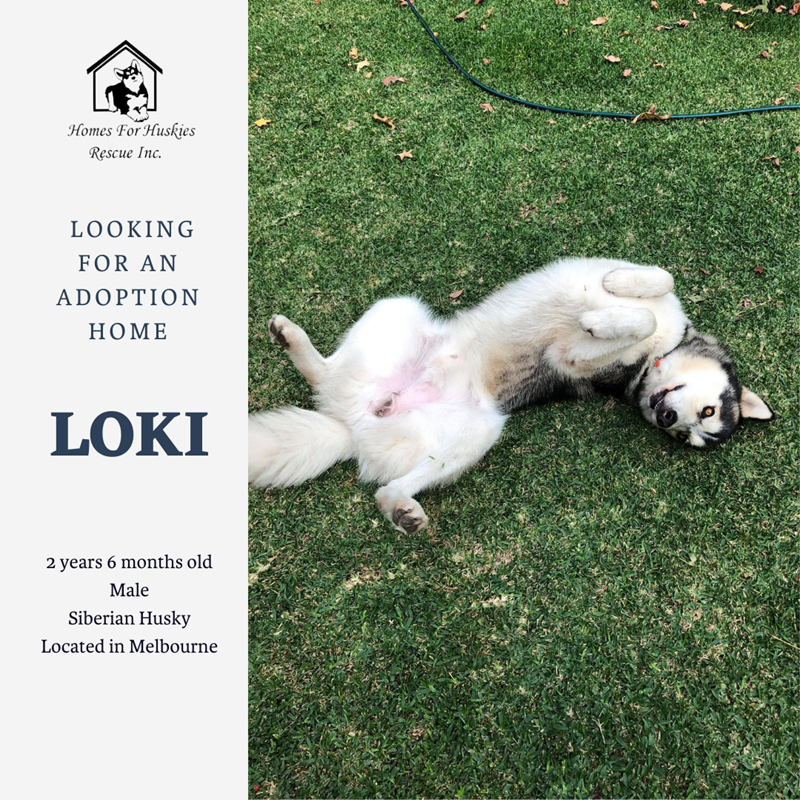 Homes For Huskies
Rescue Inc.
LOOKING
FOR AN
ADOPTION
HOME
LOKI
2 years 6 months old
Male
Siberian Husky
Located in Melbourne